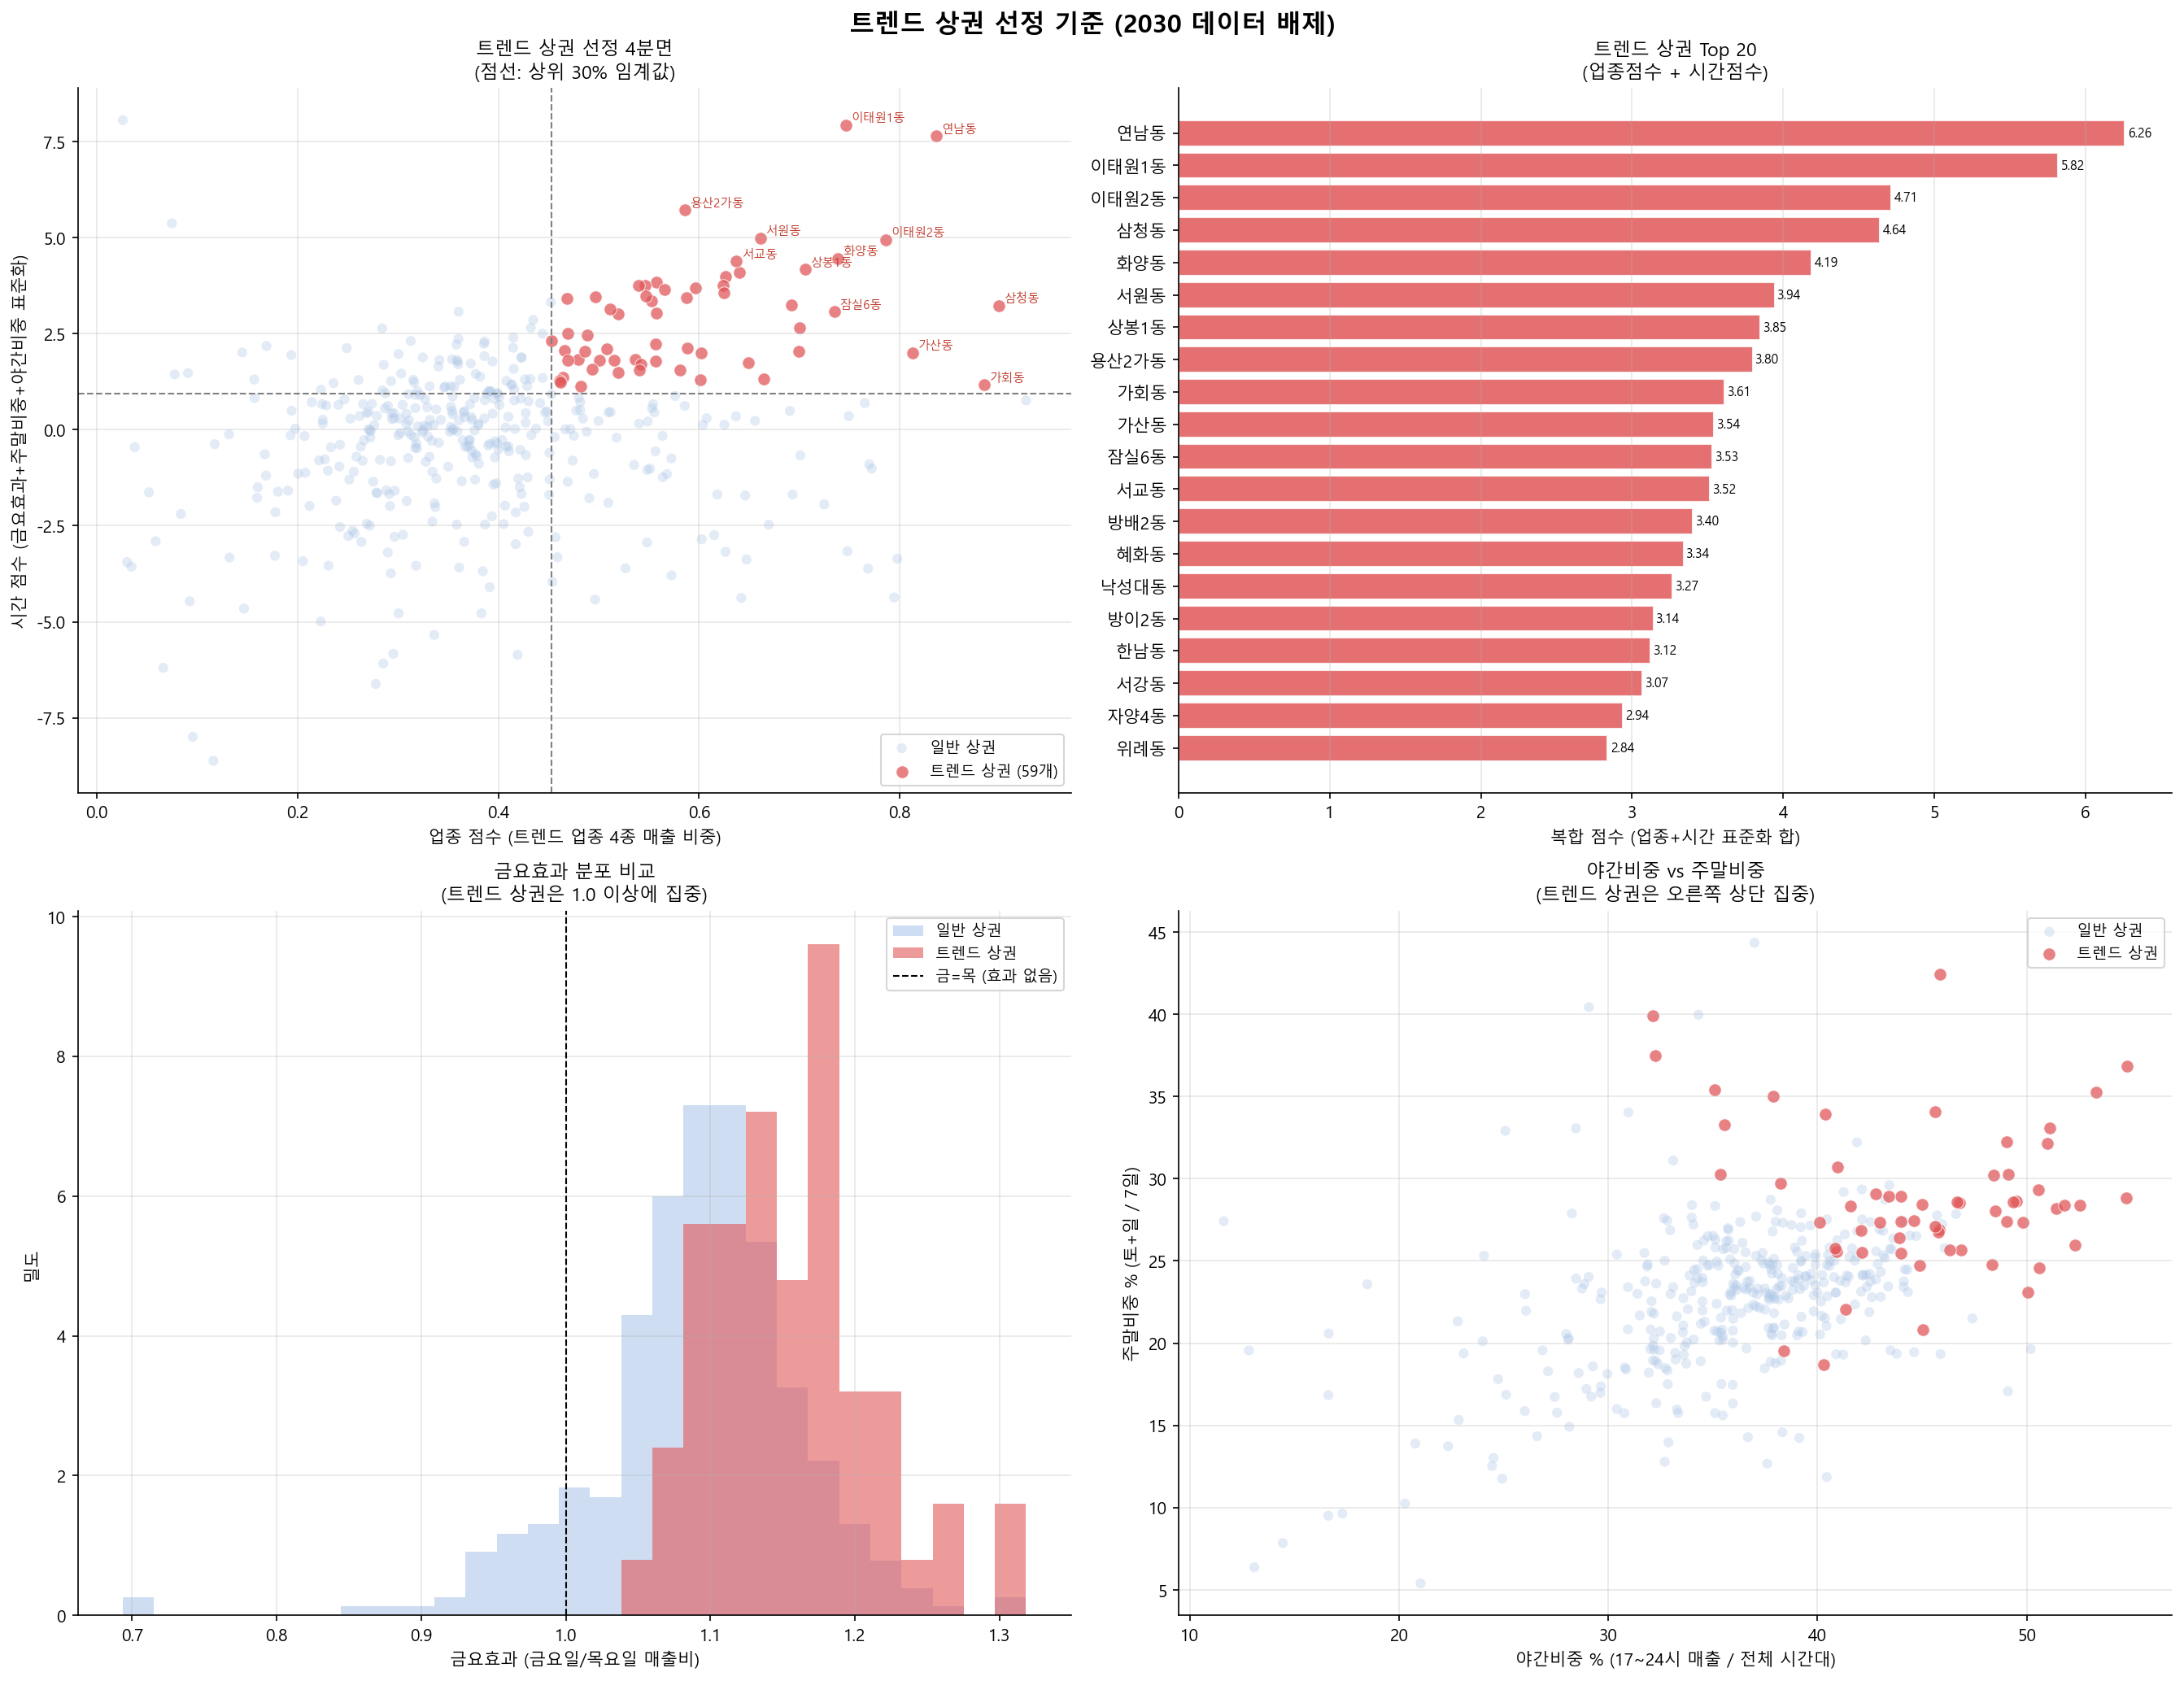 트렌드 상권 선정 기준 (2030 데이터 배제)
트렌드 상권 선정 4분면
(점선: 상위 30% 임계값)
7.5
5.0
2.5
0.0
-2.5
-5.0
-7.5
시간 점수 (금요효과+주말비중+야간비중 표준화)
이태원1동
연남동
용산2가동
서원동
이태원2동
서교동
화양동
상봉1동
삼청동
잠실6동
가산동
가회동
일반 상권
트렌드 상권 (59개)
0.0 0.2 0.4 0.6 0.8
업종 점수 (트렌드 업종 4종 매출 비중)
트렌드 상권 Top 20
(업종점수 + 시간점수)
연남동 6.26
이태원1동 5.82
이태원2동 4.71
삼청동 4.64
화양동 4.19
서원동 3.94
상봉1동 3.85
용산2가동 3.80
가회동 3.61
가산동 3.54
잠실6동 3.53
서교동 3.52
방배2동 3.40
혜화동 3.34
낙성대동 3.27
방이2동 3.14
한남동 3.12
서강동 3.07
자양4동 2.94
위례동 2.84
0 1 2 3 4 5 6
복합 점수 (업종+시간 표준화 합)
금요효과 분포 비교
(트렌드 상권은 1.0 이상에 집중)
일반 상권
트렌드 상권
금=목 (효과 없음)
10
8
6
4
2
0
밀도
0.7 0.8 0.9 1.0 1.1 1.2 1.3
금요효과 (금요일/목요일 매출비)
야간비중 vs 주말비중
(트렌드 상권은 오른쪽 상단 집중)
일반 상권
트렌드 상권
45
40
35
30
25
20
15
10
5
주말비중 % (토+일 / 7일)
10 20 30 40 50
야간비중 % (17~24시 매출 / 전체 시간대)